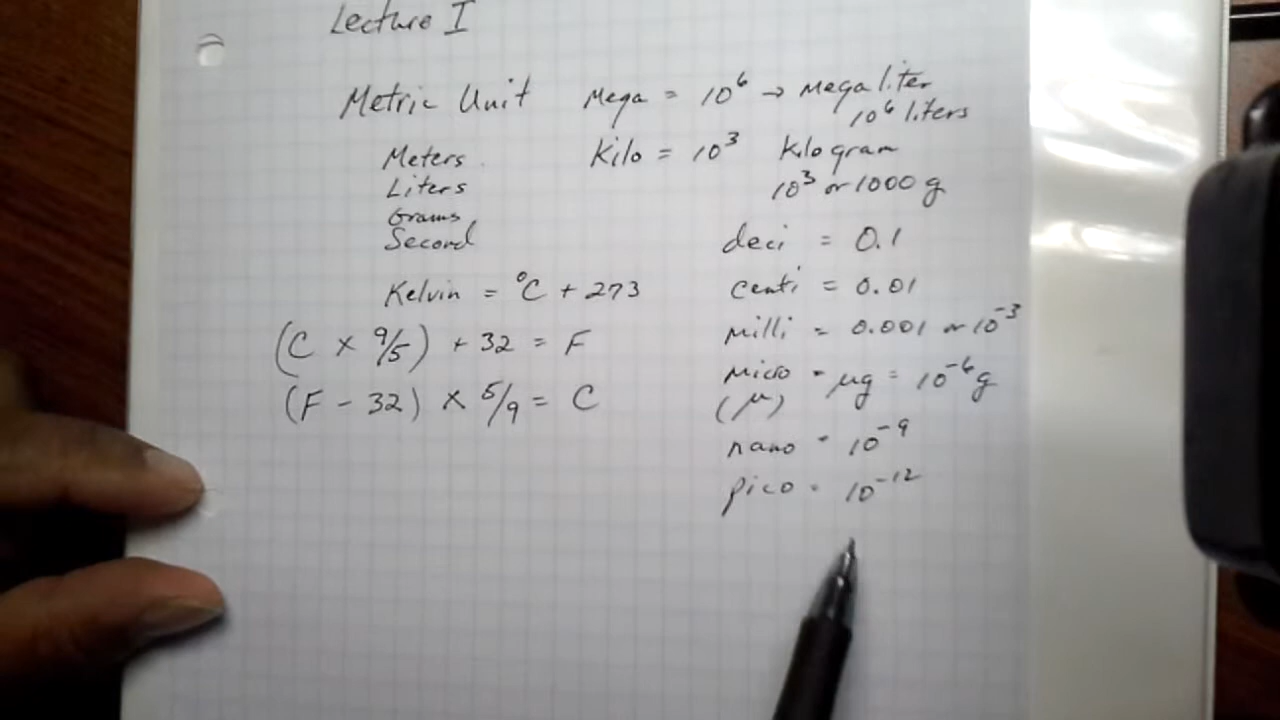 Lecture I
Metric Unit Mega = 10⁶ → Megaliter
10⁶ liters
Meters Kilo = 10³ Kilogram
Liters 10³ or 1000 g
Grams
Second deci = 0.1
Kelvin = °C + 273 centi = 0.01
(C × 9/5) + 32 = F milli = 0.001 or 10⁻³
(F - 32) × 5/9 = C micro = μg = 10⁻⁶g
(μ)
nano = 10⁻⁹
pico = 10⁻¹²